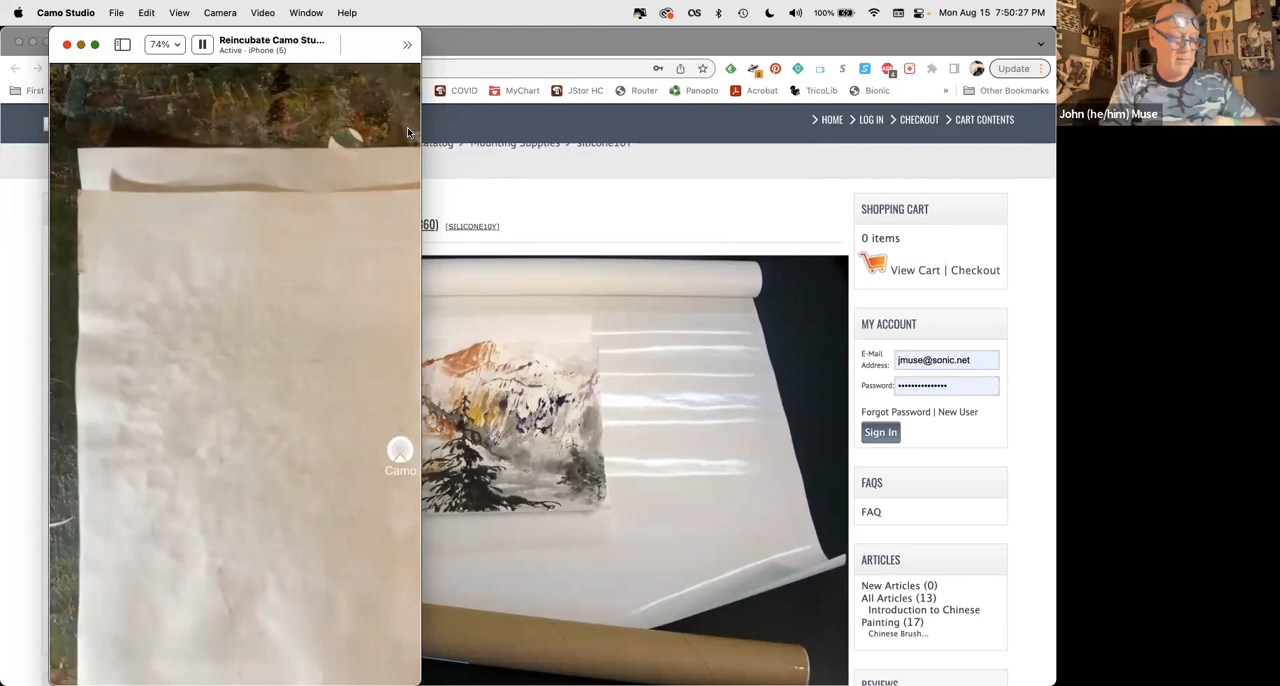 Camo Studio File Edit View Camera Video Window Help 100% Mon Aug 15 7:50:27 PM
74% Reincubate Camo Stu...
Active · iPhone (5)
Update
First COVID MyChart JStor HC Router Panopto Acrobat TricoLib Bionic » Other Bookmarks
HOME LOG IN CHECKOUT CART CONTENTS
Mounting Supplies silicone101
[SILICONE10Y]
SHOPPING CART
0 items
View Cart | Checkout
MY ACCOUNT
E-Mail
Address: jmuse@sonic.net
Password: •••••••••••••••
Forgot Password | New User
Sign In
FAQS
FAQ
ARTICLES
New Articles (0)
All Articles (13)
Introduction to Chinese
Painting (17)
Chinese Brush...
REVIEWS
Camo
John (he/him) Muse